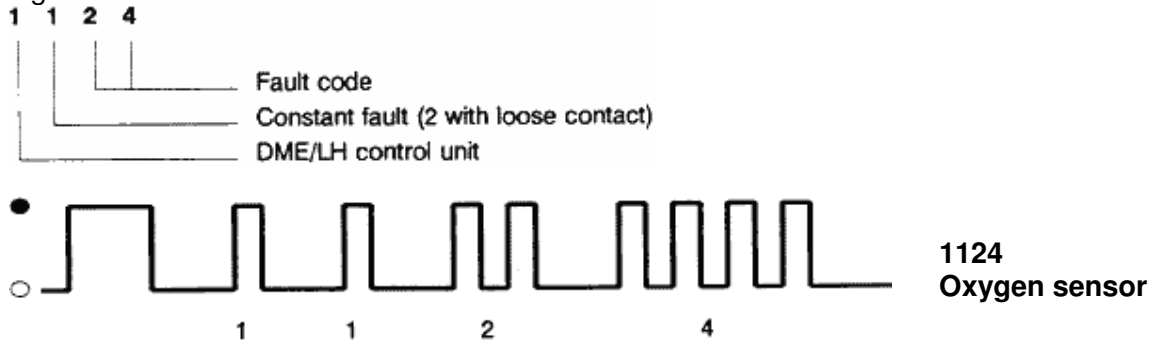 1 1 2 4
Fault code
Constant fault (2 with loose contact)
DME/LH control unit
1124
Oxygen sensor
1 1 2 4